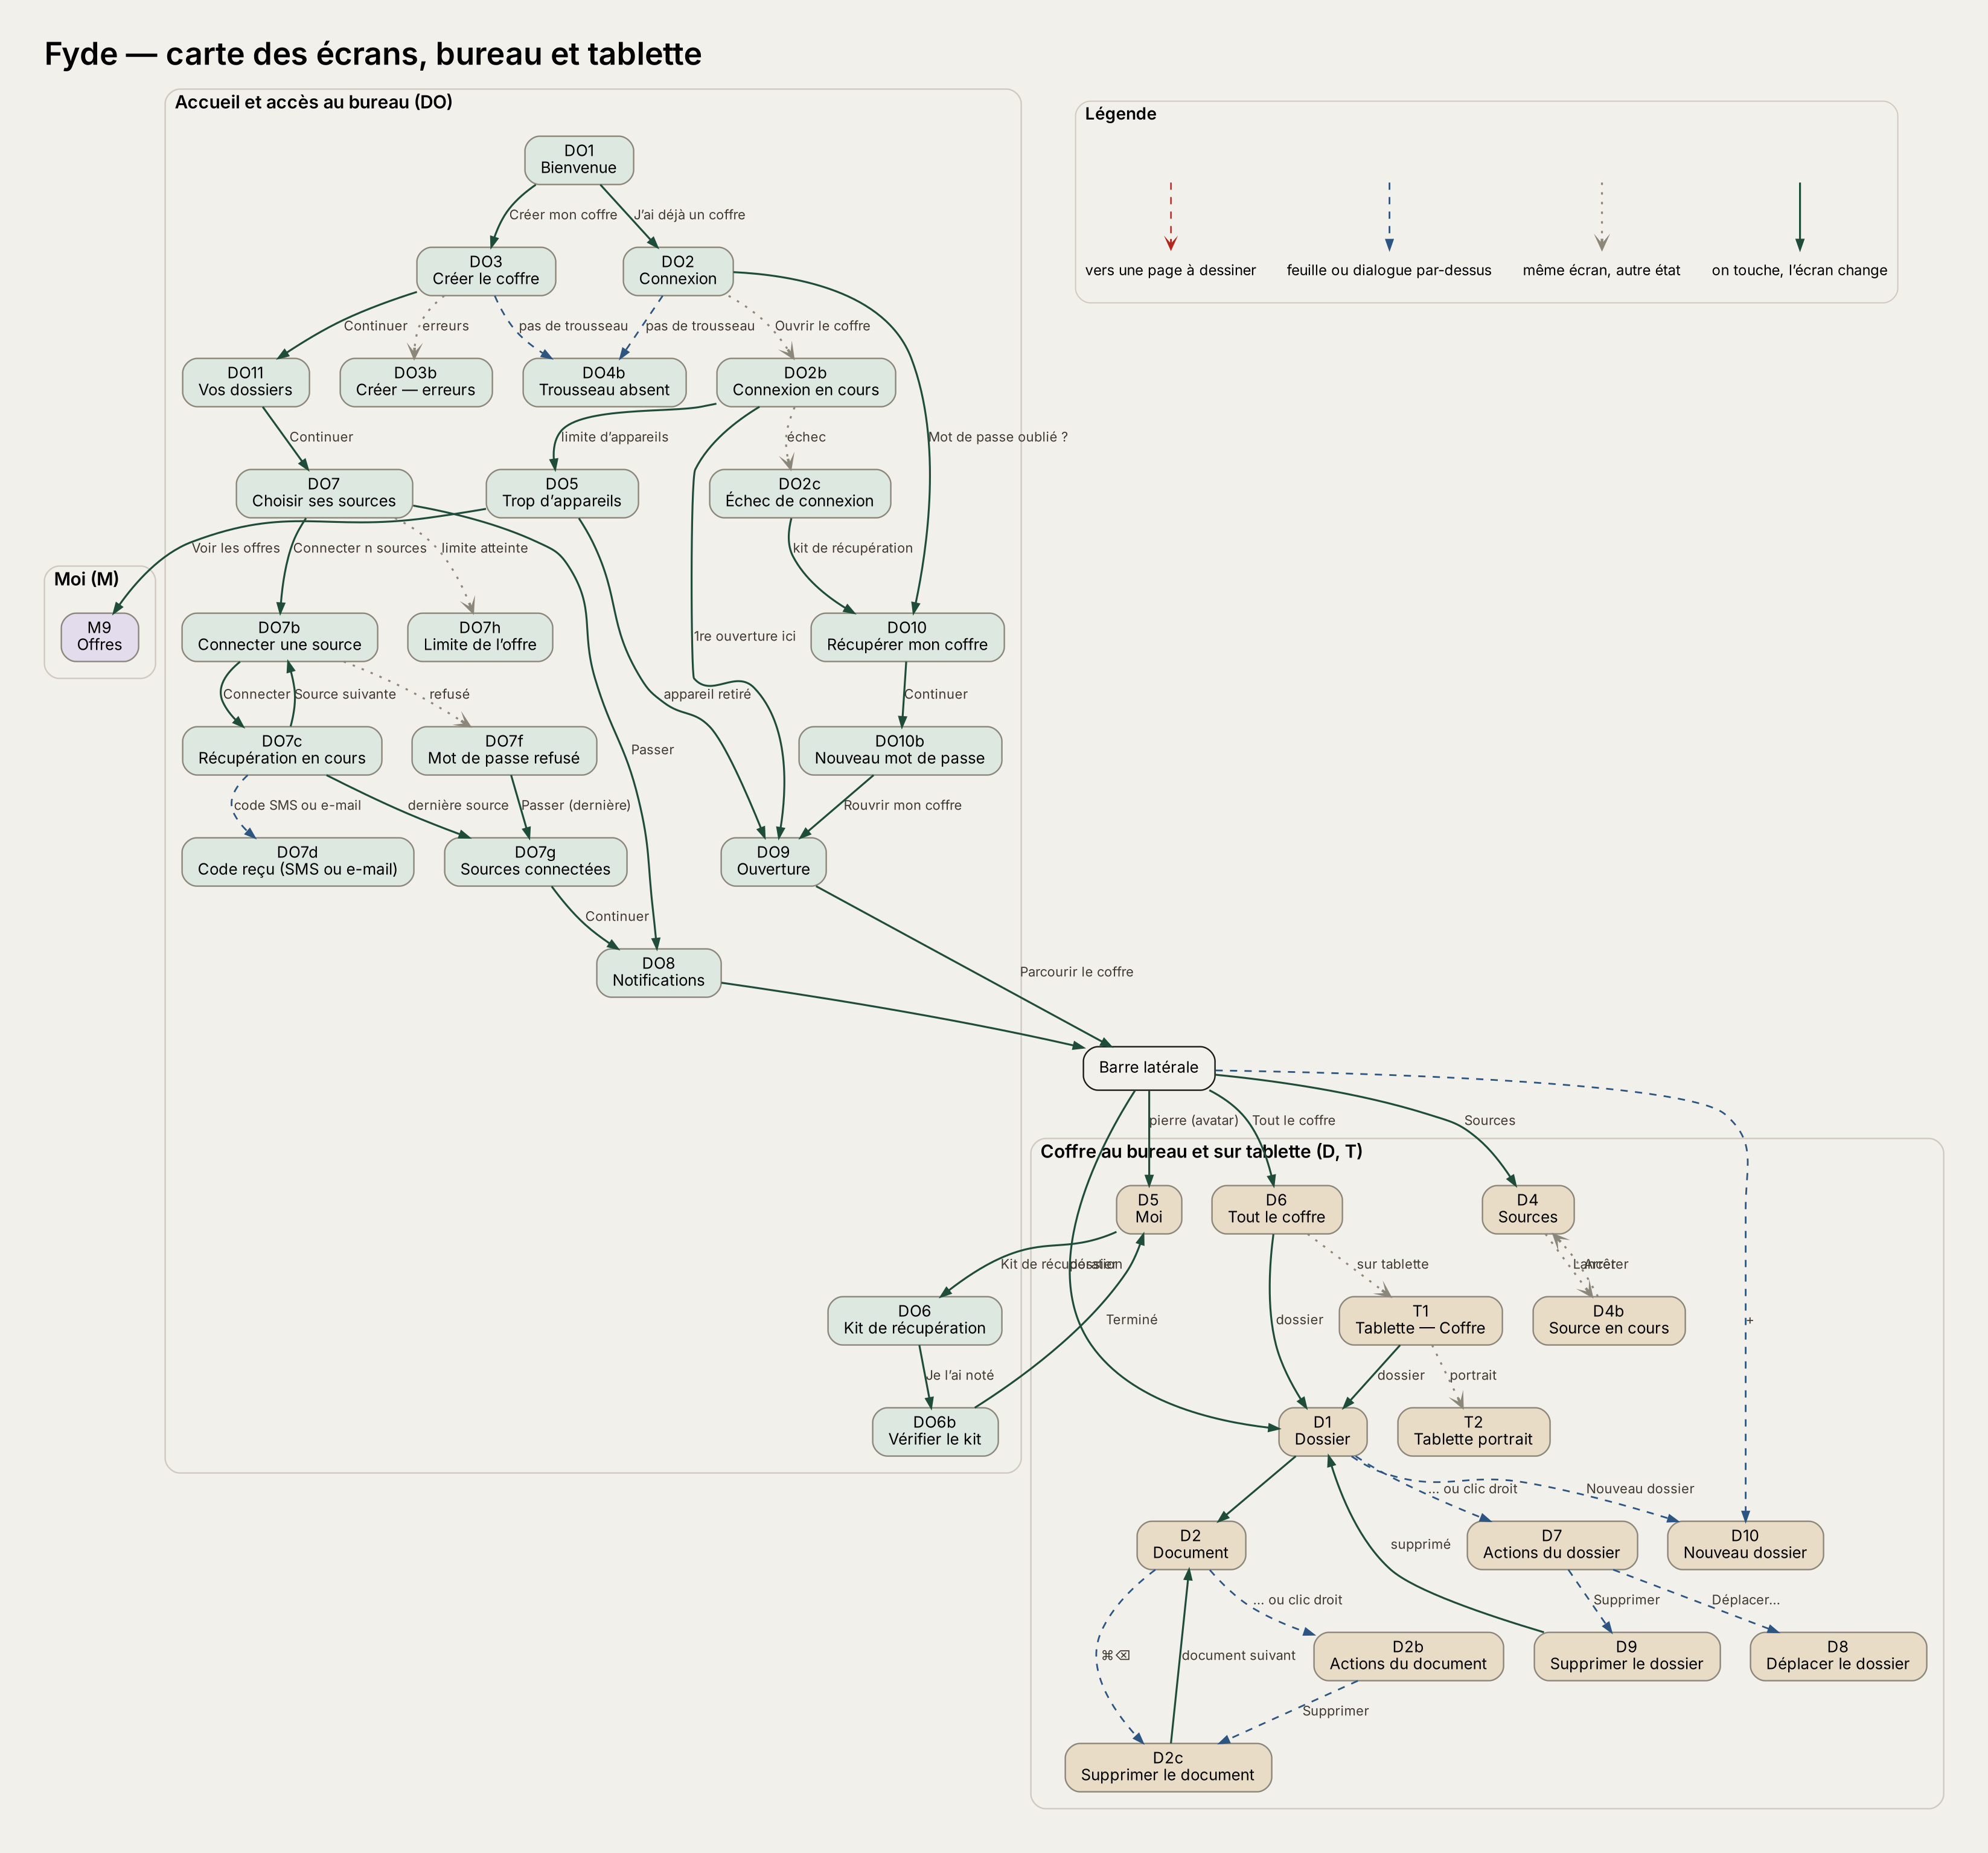 Fyde — carte des écrans, bureau et tablette
Accueil et accès au bureau (DO)
Légende
DO1
Bienvenue
vers une page à dessiner
feuille ou dialogue par-dessus
même écran, autre état
on touche, l’écran change
Créer mon coffre
J’ai déjà un coffre
DO3
Créer le coffre
DO2
Connexion
Continuer
erreurs
pas de trousseau
pas de trousseau
Ouvrir le coffre
DO11
Vos dossiers
DO3b
Créer — erreurs
DO4b
Trousseau absent
DO2b
Connexion en cours
Continuer
limite d’appareils
échec
Mot de passe oublié ?
DO7
Choisir ses sources
DO5
Trop d’appareils
DO2c
Échec de connexion
Voir les offres
Connecter n sources
limite atteinte
kit de récupération
Moi (M)
M9
Offres
DO7b
Connecter une source
DO7h
Limite de l’offre
1re ouverture ici
DO10
Récupérer mon coffre
Connecter
Source suivante
refusé
appareil retiré
Continuer
DO7c
Récupération en cours
DO7f
Mot de passe refusé
Passer
DO10b
Nouveau mot de passe
code SMS ou e-mail
dernière source
Passer (dernière)
Rouvrir mon coffre
DO7d
Code reçu (SMS ou e-mail)
DO7g
Sources connectées
DO9
Ouverture
Continuer
DO8
Notifications
Parcourir le coffre
Barre latérale
pierre (avatar)
Tout le coffre
Sources
Coffre au bureau et sur tablette (D, T)
D5
Moi
D6
Tout le coffre
D4
Sources
Kit de récupération
dossier
sur tablette
Lancer
Arrêter
DO6
Kit de récupération
Terminé
dossier
T1
Tablette — Coffre
D4b
Source en cours
+
Je l’ai noté
dossier
portrait
DO6b
Vérifier le kit
D1
Dossier
T2
Tablette portrait
… ou clic droit
Nouveau dossier
D2
Document
supprimé
D7
Actions du dossier
D10
Nouveau dossier
… ou clic droit
Supprimer
Déplacer…
⌘⌫
document suivant
D2b
Actions du document
D9
Supprimer le dossier
D8
Déplacer le dossier
Supprimer
D2c
Supprimer le document